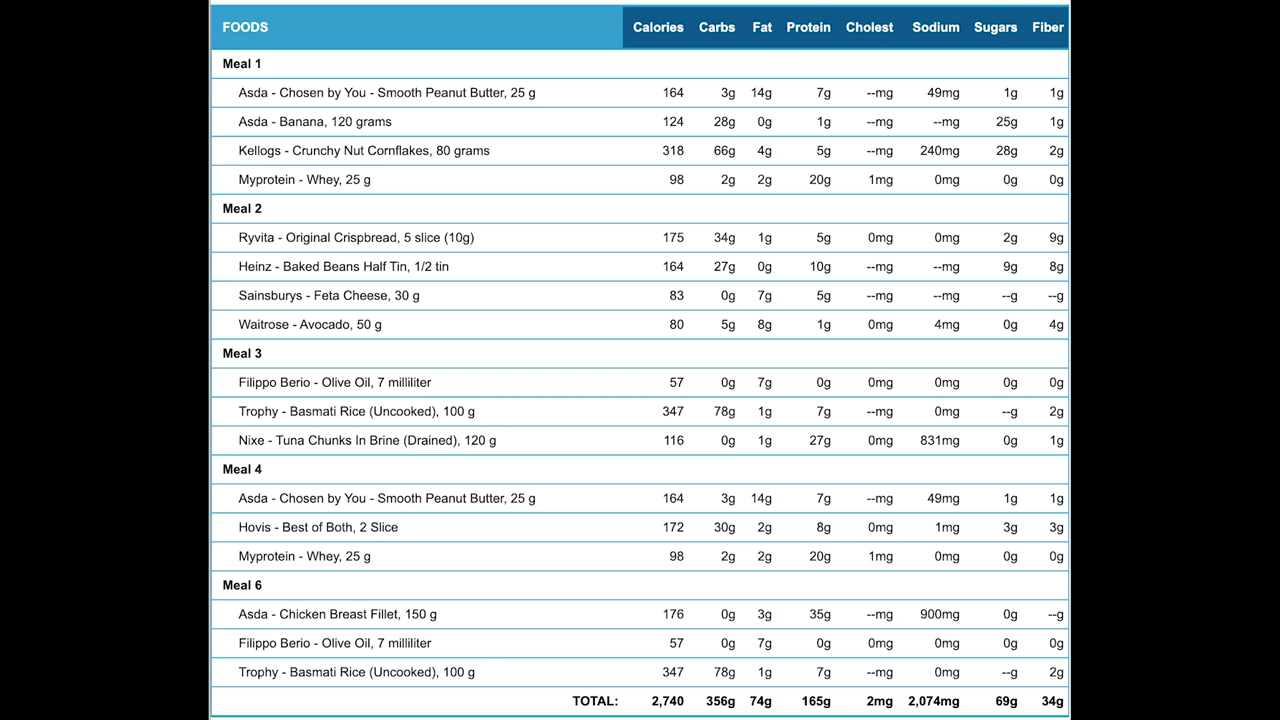 FOODS Calories Carbs Fat Protein Cholest Sodium Sugars Fiber
Meal 1
Asda - Chosen by You - Smooth Peanut Butter, 25 g 164 3g 14g 7g --mg 49mg 1g 1g
Asda - Banana, 120 grams 124 28g 0g 1g --mg --mg 25g 1g
Kellogs - Crunchy Nut Cornflakes, 80 grams 318 66g 4g 5g --mg 240mg 28g 2g
Myprotein - Whey, 25 g 98 2g 2g 20g 1mg 0mg 0g 0g
Meal 2
Ryvita - Original Crispbread, 5 slice (10g) 175 34g 1g 5g 0mg 0mg 2g 9g
Heinz - Baked Beans Half Tin, 1/2 tin 164 27g 0g 10g --mg --mg 9g 8g
Sainsburys - Feta Cheese, 30 g 83 0g 7g 5g --mg --mg --g --g
Waitrose - Avocado, 50 g 80 5g 8g 1g 0mg 4mg 0g 4g
Meal 3
Filippo Berio - Olive Oil, 7 milliliter 57 0g 7g 0g 0mg 0mg 0g 0g
Trophy - Basmati Rice (Uncooked), 100 g 347 78g 1g 7g --mg 0mg --g 2g
Nixe - Tuna Chunks In Brine (Drained), 120 g 116 0g 1g 27g 0mg 831mg 0g 1g
Meal 4
Asda - Chosen by You - Smooth Peanut Butter, 25 g 164 3g 14g 7g --mg 49mg 1g 1g
Hovis - Best of Both, 2 Slice 172 30g 2g 8g 0mg 1mg 3g 3g
Myprotein - Whey, 25 g 98 2g 2g 20g 1mg 0mg 0g 0g
Meal 6
Asda - Chicken Breast Fillet, 150 g 176 0g 3g 35g --mg 900mg 0g --g
Filippo Berio - Olive Oil, 7 milliliter 57 0g 7g 0g 0mg 0mg 0g 0g
Trophy - Basmati Rice (Uncooked), 100 g 347 78g 1g 7g --mg 0mg --g 2g
TOTAL: 2,740 356g 74g 165g 2mg 2,074mg 69g 34g